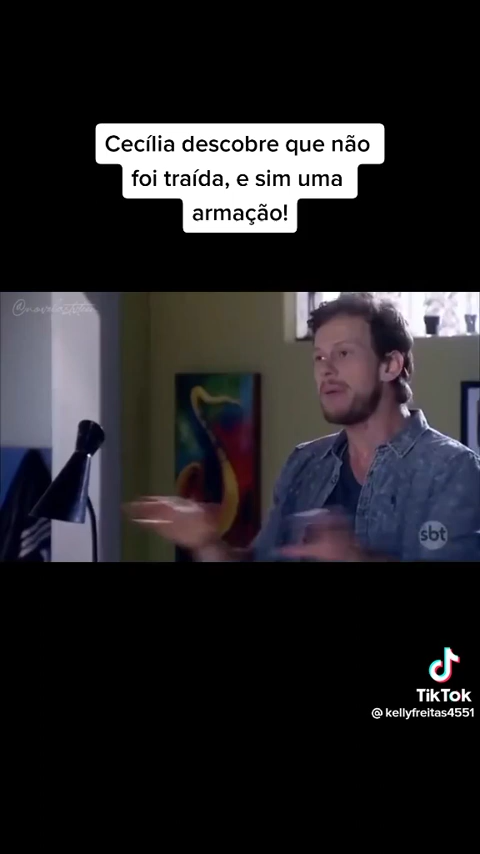 Cecília descobre que não
foi traída, e sim uma
armação!
sbt
TikTok
@kellyfreitas4551